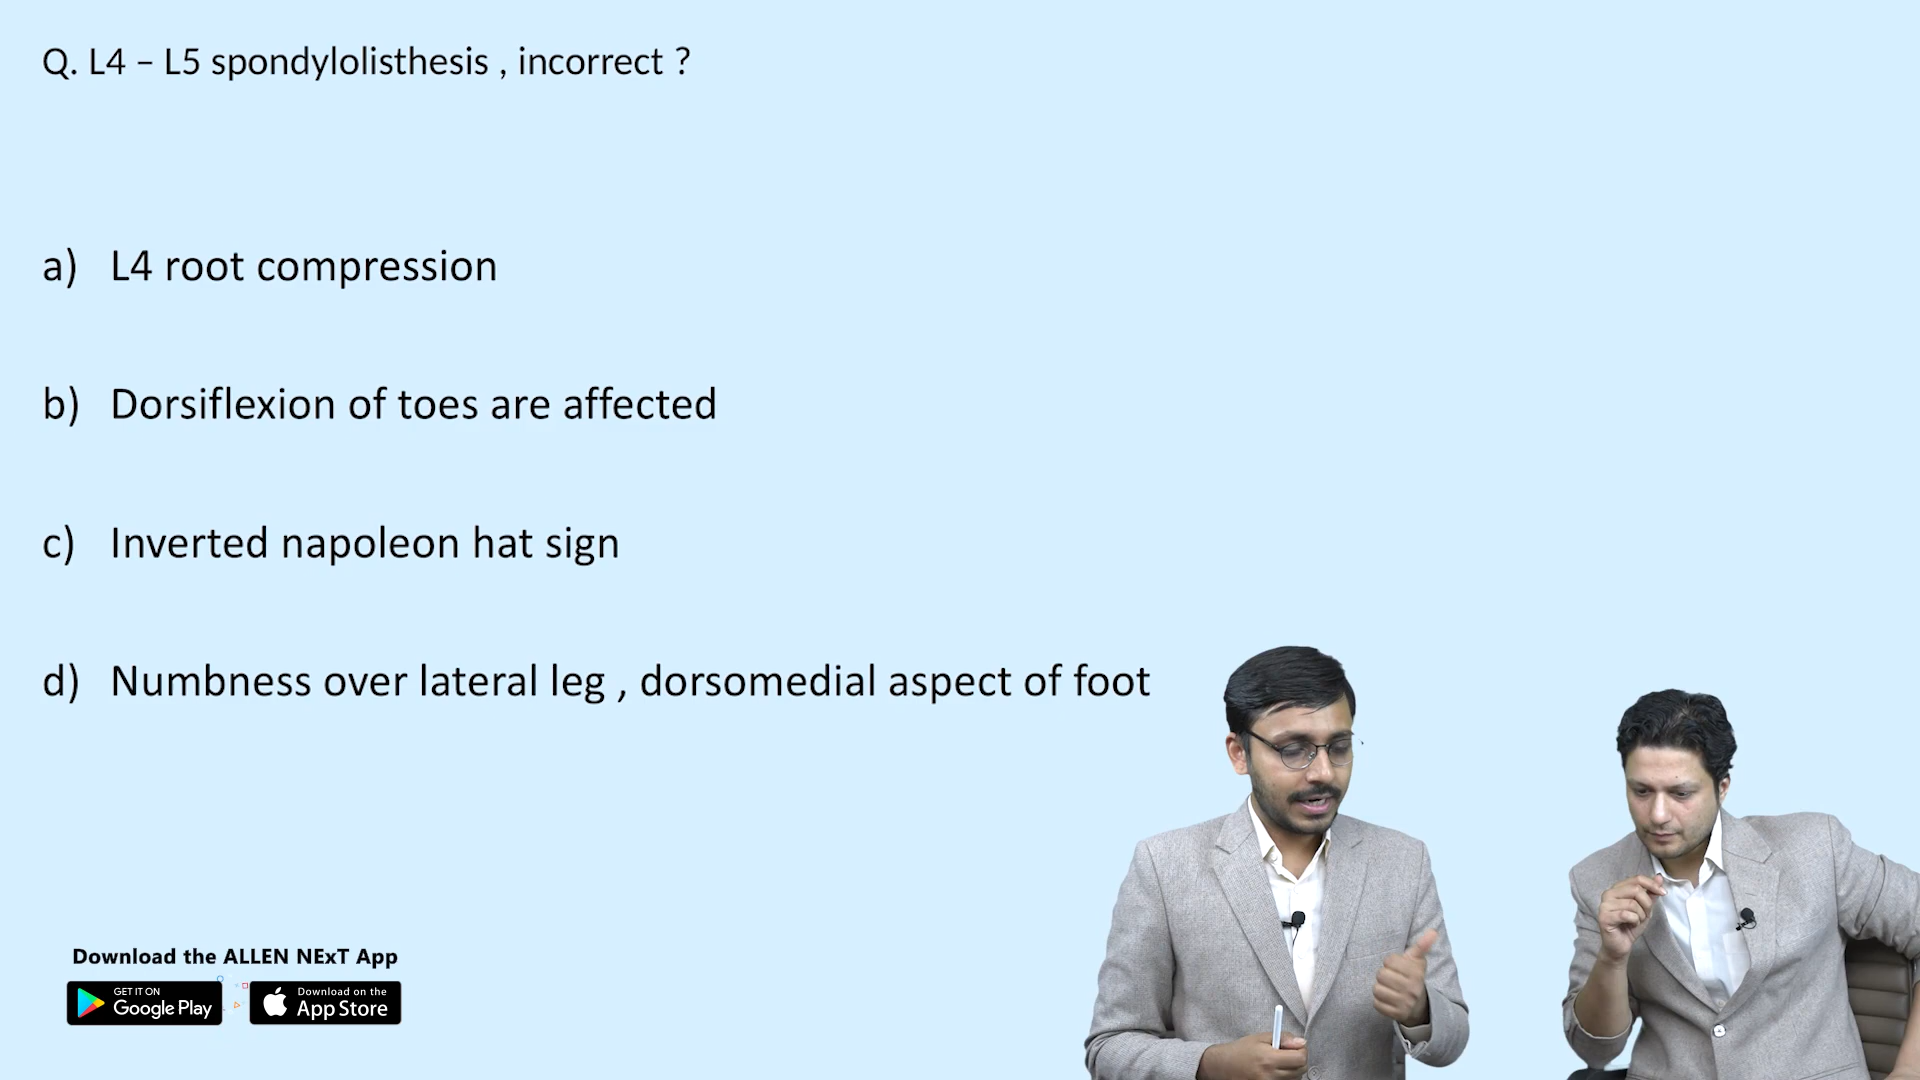 Q. L4 – L5 spondylolisthesis , incorrect ?
a) L4 root compression
b) Dorsiflexion of toes are affected
c) Inverted napoleon hat sign
d) Numbness over lateral leg , dorsomedial aspect of foot
Download the ALLEN NExT App
GET IT ON
Google Play
Download on the
App Store